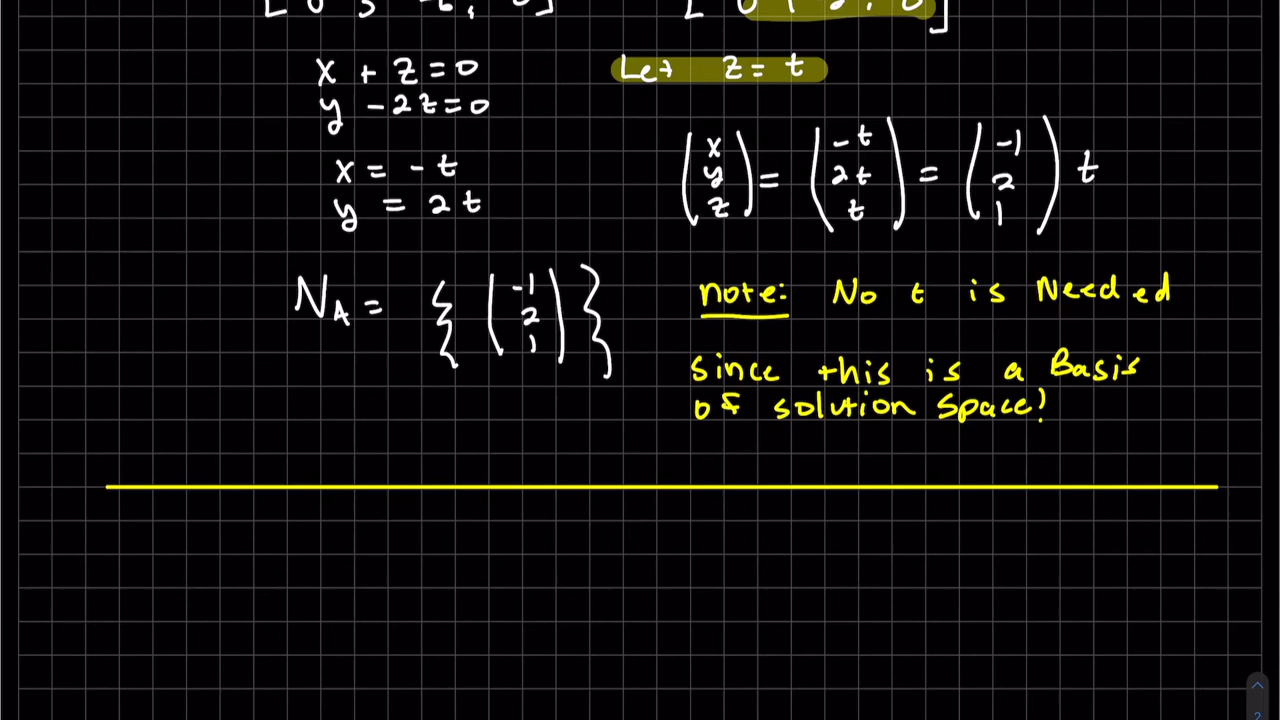 x + z = 0
y - 2z = 0
x = -t
y = 2t
Let z = t
(x y z) = (-t 2t t) = (-1 2 1) t
N_A = { (-1 2 1) }
note: No t is Needed
since this is a Basis
of solution space!